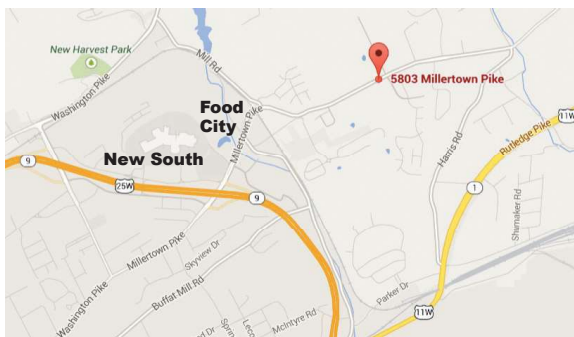 New Harvest Park
Mill Rd
Washington Pike
5803 Millertown Pike
Food
City
Millertown Pike
11W
Rutledge Pike
Harris Rd
New South
9
25W
9
1
Shumaker Rd
Millertown Pike
Skyview Dr
Buffat Mill Rd
Washington Pike
Parker Dr
McIntyre Rd
11W